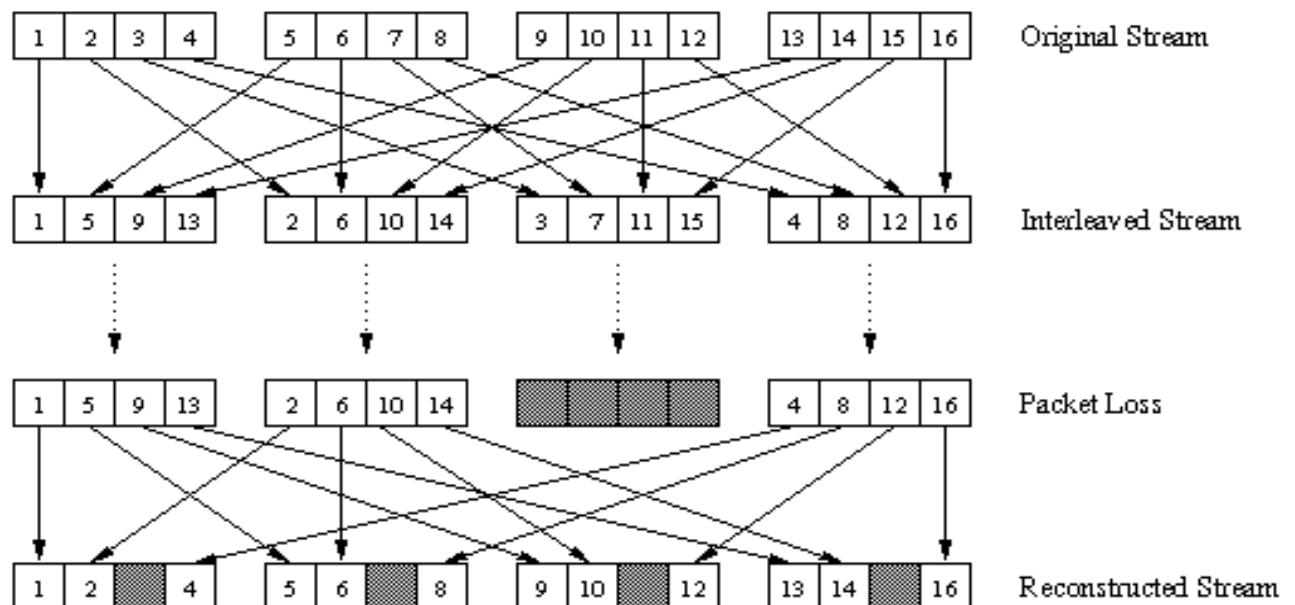 1 2 3 4 5 6 7 8 9 10 11 12 13 14 15 16 Original Stream
1 5 9 13 2 6 10 14 3 7 11 15 4 8 12 16 Interleaved Stream
1 5 9 13 2 6 10 14 4 8 12 16 Packet Loss
1 2 4 5 6 8 9 10 12 13 14 16 Reconstructed Stream